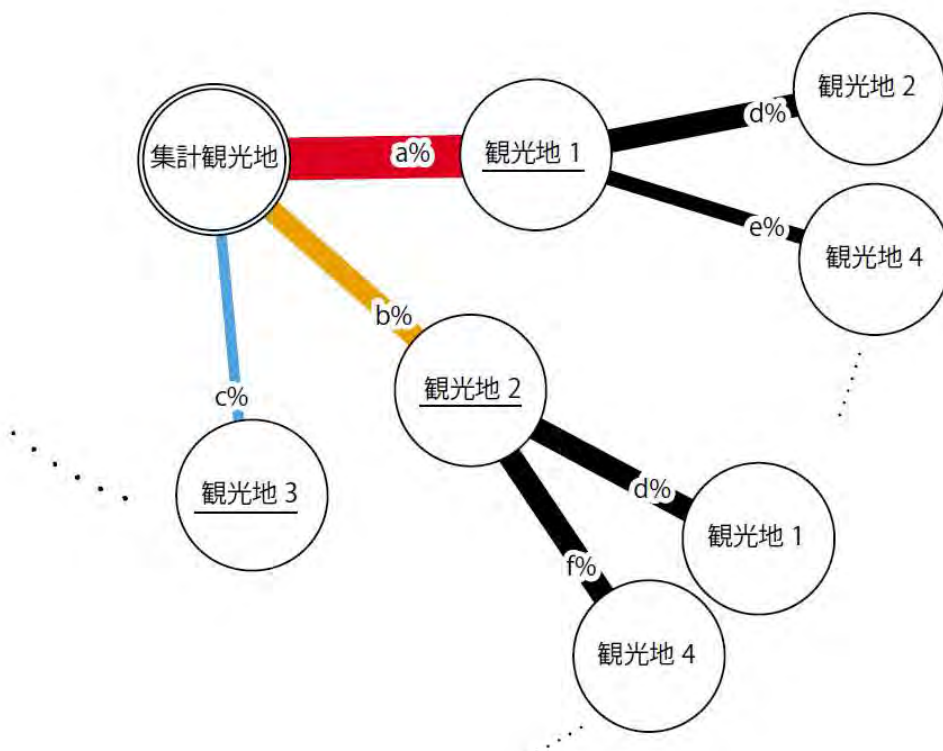 観光地 2
集計観光地
a%
観光地 1
d%
e%
観光地 4
b%
観光地 2
c%
観光地 3
d%
観光地 1
f%
観光地 4